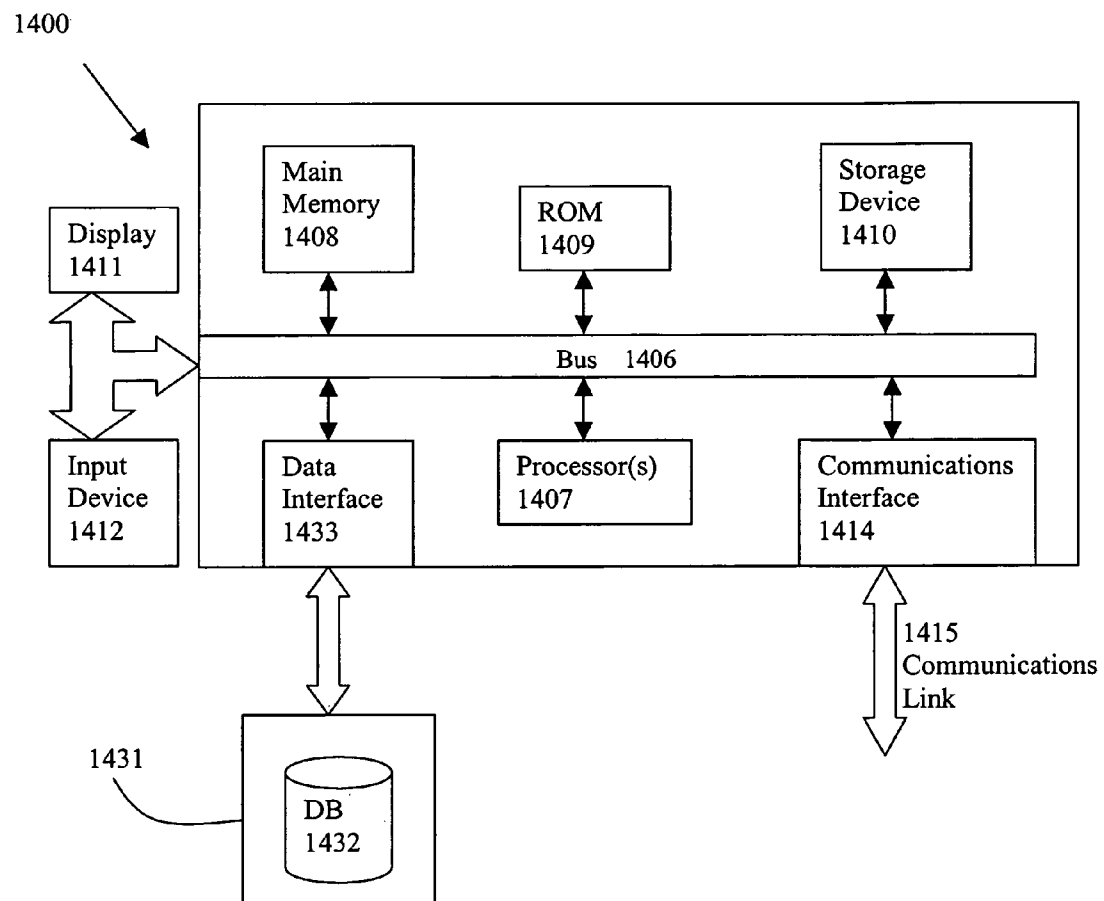 1400
Main
Memory
1408
ROM
1409
Storage
Device
1410
Display
1411
Bus 1406
Input
Device
1412
Data
Interface
1433
Processor(s)
1407
Communications
Interface
1414
1415
Communications
Link
1431
DB
1432